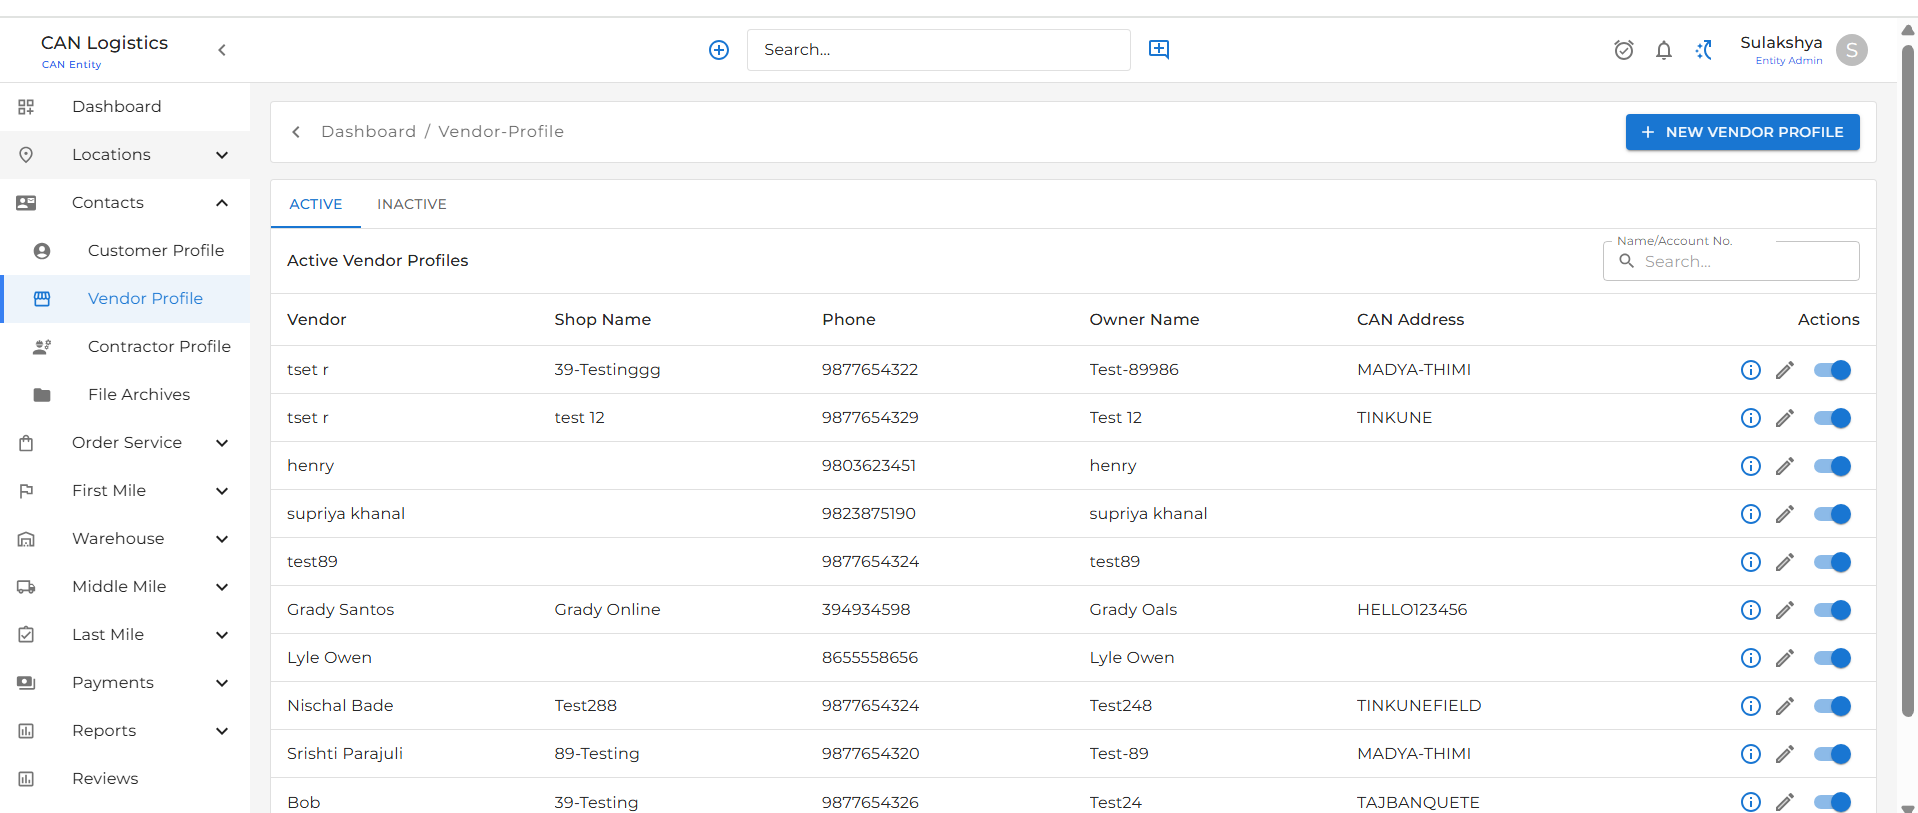 CAN Logistics
CAN Entity
Search...
Sulakshya
Entity Admin
S
Dashboard
Locations
Contacts
Customer Profile
Vendor Profile
Contractor Profile
File Archives
Order Service
First Mile
Warehouse
Middle Mile
Last Mile
Payments
Reports
Reviews
Dashboard / Vendor-Profile
+ NEW VENDOR PROFILE
ACTIVE INACTIVE
Active Vendor Profiles
Name/Account No.
Search...
Vendor Shop Name Phone Owner Name CAN Address Actions
tset r 39-Testinggg 9877654322 Test-89986 MADYA-THIMI
tset r test 12 9877654329 Test 12 TINKUNE
henry 9803623451 henry
supriya khanal 9823875190 supriya khanal
test89 9877654324 test89
Grady Santos Grady Online 394934598 Grady Oals HELLO123456
Lyle Owen 8655558656 Lyle Owen
Nischal Bade Test288 9877654324 Test248 TINKUNEFIELD
Srishti Parajuli 89-Testing 9877654320 Test-89 MADYA-THIMI
Bob 39-Testing 9877654326 Test24 TAJBANQUETE